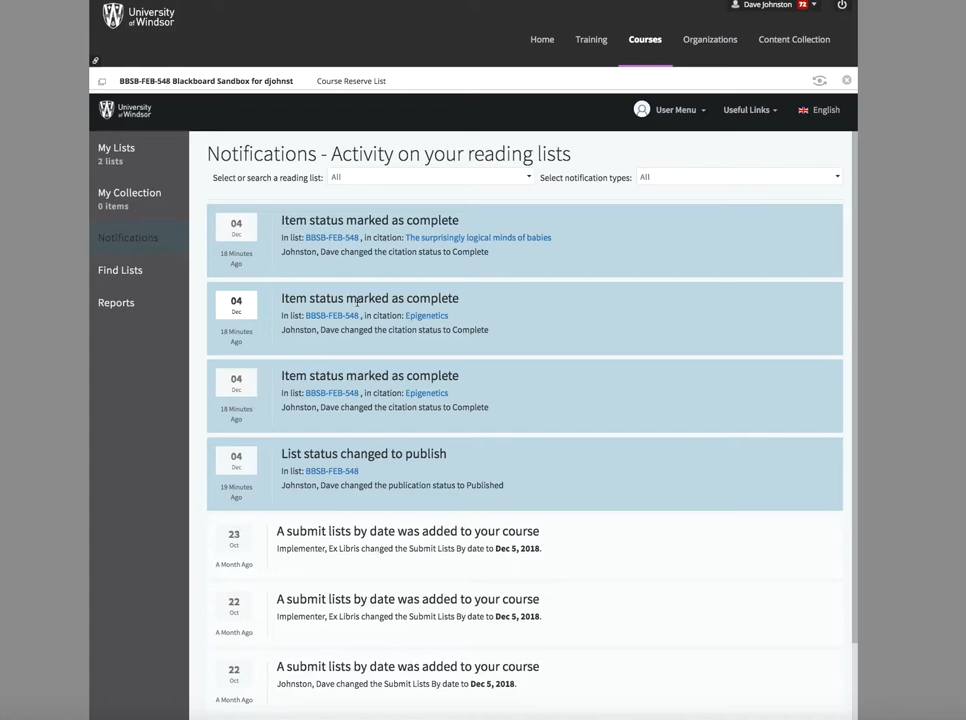 University
of Windsor
Dave Johnston 72
Home Training Courses Organizations Content Collection
BBSB-FEB-548 Blackboard Sandbox for djohnst Course Reserve List
University
of Windsor
User Menu Useful Links English
My Lists
2 lists
My Collection
0 items
Notifications
Find Lists
Reports
Notifications - Activity on your reading lists
Select or search a reading list: All Select notification types: All
04
Dec
18 Minutes
Ago
Item status marked as complete
In list: BBSB-FEB-548 , in citation: The surprisingly logical minds of babies
Johnston, Dave changed the citation status to Complete
04
Dec
18 Minutes
Ago
Item status marked as complete
In list: BBSB-FEB-548 , in citation: Epigenetics
Johnston, Dave changed the citation status to Complete
04
Dec
18 Minutes
Ago
Item status marked as complete
In list: BBSB-FEB-548 , in citation: Epigenetics
Johnston, Dave changed the citation status to Complete
04
Dec
19 Minutes
Ago
List status changed to publish
In list: BBSB-FEB-548
Johnston, Dave changed the publication status to Published
23
Oct
A Month Ago
A submit lists by date was added to your course
Implementer, Ex Libris changed the Submit Lists By date to Dec 5, 2018.
22
Oct
A Month Ago
A submit lists by date was added to your course
Implementer, Ex Libris changed the Submit Lists By date to Dec 5, 2018.
22
Oct
A Month Ago
A submit lists by date was added to your course
Johnston, Dave changed the Submit Lists By date to Dec 5, 2018.